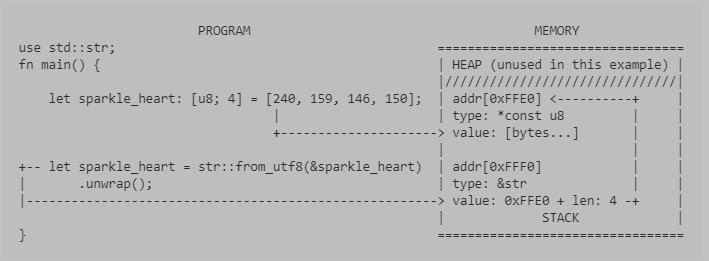 PROGRAM                                      MEMORY
use std::str;                                            =================================
fn main() {                                              | HEAP (unused in this example) |
                                                         |///////////////////////////////|
    let sparkle_heart: [u8; 4] = [240, 159, 146, 150];   | addr[0xFFE0] <----------+     |
                                  |                      | type: *const u8         |     |
                                  +--------------------> value: [bytes...]       |     |
                                                         |                         |     |
+-- let sparkle_heart = str::from_utf8(&sparkle_heart)   | addr[0xFFF0]            |     |
|       .unwrap();                                       | type: &str              |     |
|------------------------------------------------------> value: 0xFFE0 + len: 4 -+     |
                                                         |             STACK             |
}                                                        =================================